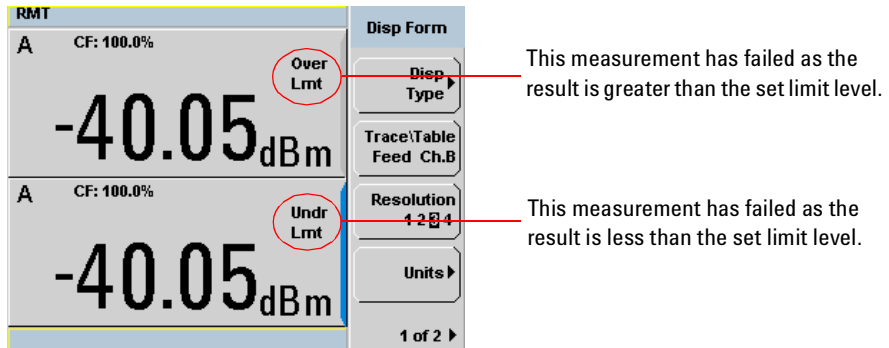 RMT
A
CF: 100.0%
Over
Lmt
-40.05dBm
A
CF: 100.0%
Undr
Lmt
-40.05dBm
Disp Form
Disp
Type
Trace\Table
Feed Ch.B
Resolution
1 2 3 4
Units
1 of 2
This measurement has failed as the
result is greater than the set limit level.
This measurement has failed as the
result is less than the set limit level.